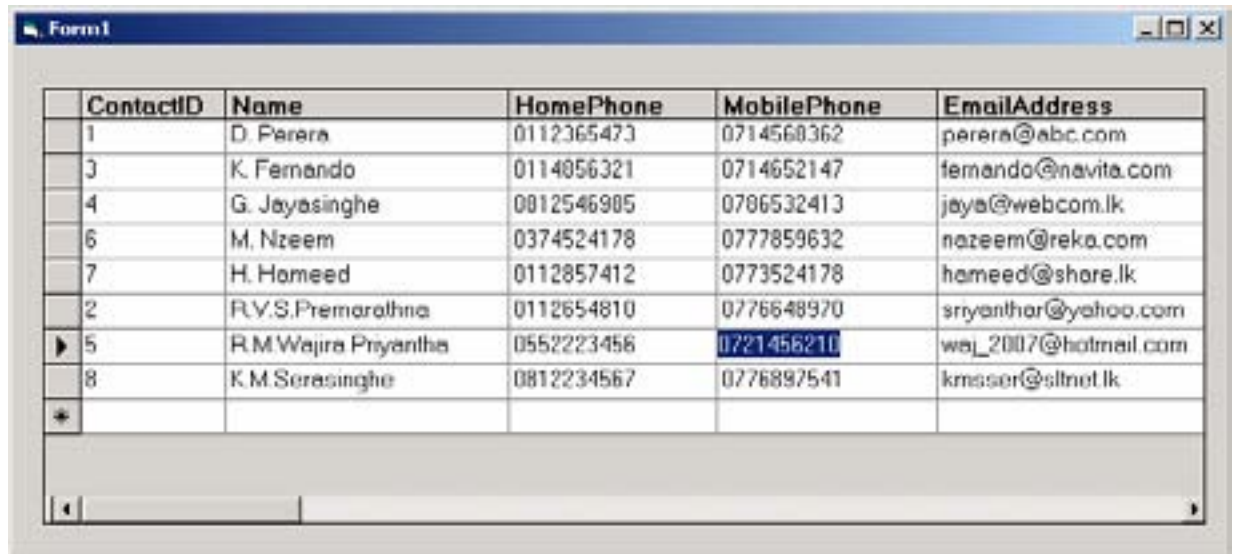 Form1
ContactID Name HomePhone MobilePhone EmailAddress
1 D. Perera 0112365473 0714568362 perera@abc.com
3 K. Fernando 0114856321 0714652147 fernando@navita.com
4 G. Jayasinghe 0812546985 0786532413 jaya@webcom.lk
6 M. Nzeem 0374524178 0777859632 nazeem@reka.com
7 H. Hameed 0112857412 0773524178 hameed@share.lk
2 R.V.S.Premarathna 0112654810 0776648970 sriyanthar@yahoo.com
5 R.M.Wajira Priyantha 0552223456 0721456210 waj_2007@hotmail.com
8 K.M.Serasinghe 0812234567 0776897541 kmsser@sltnet.lk